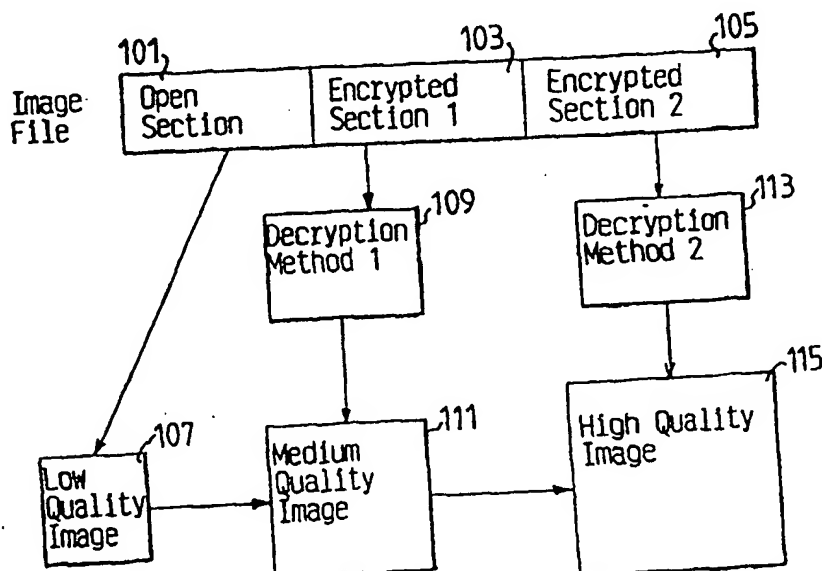 101
103
105
Image
File
Open
Section
Encrypted
Section 1
Encrypted
Section 2
109
113
Decryption
Method 1
Decryption
Method 2
107
111
115
Low
Quality
Image
Medium
Quality
Image
High Quality
Image